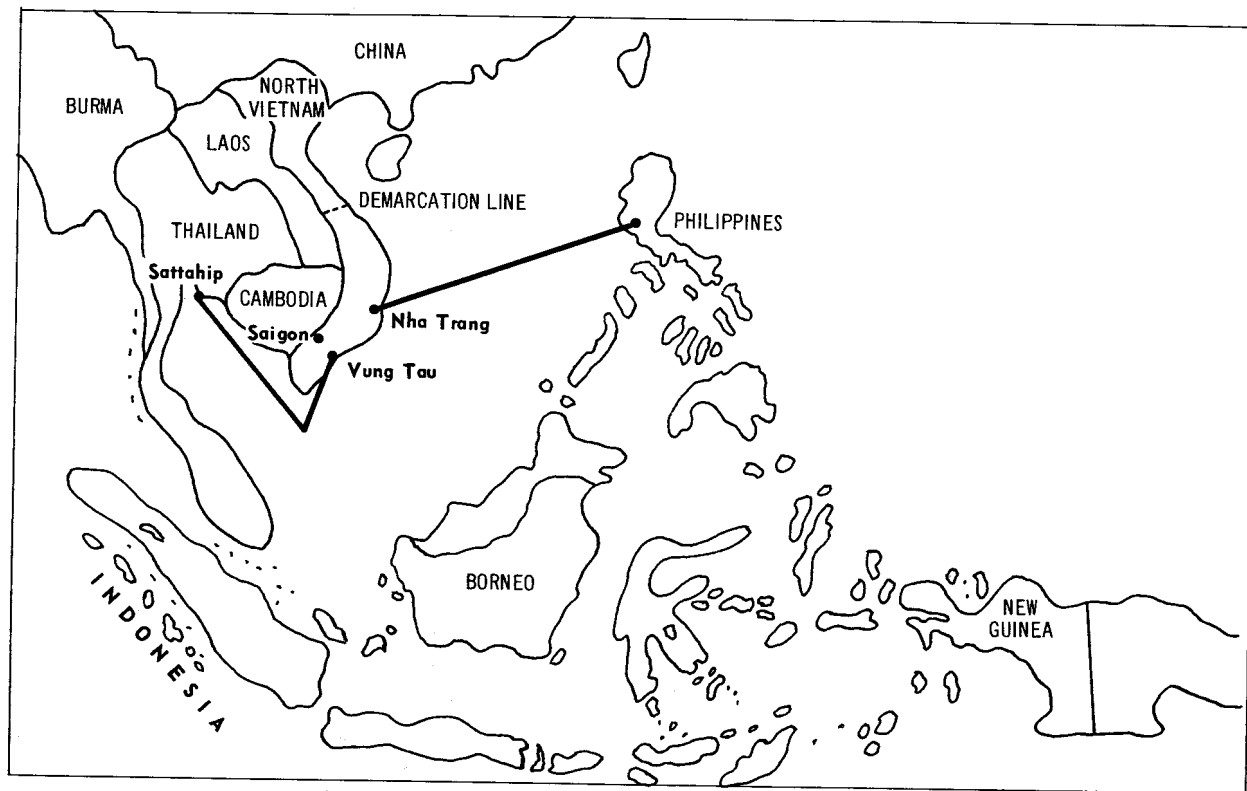 CHINA
BURMA
NORTH
VIETNAM
LAOS
DEMARCATION LINE
THAILAND
PHILIPPINES
Sattahip
CAMBODIA
Saigon
Nha Trang
Vung Tau
BORNEO
INDONESIA
NEW
GUINEA